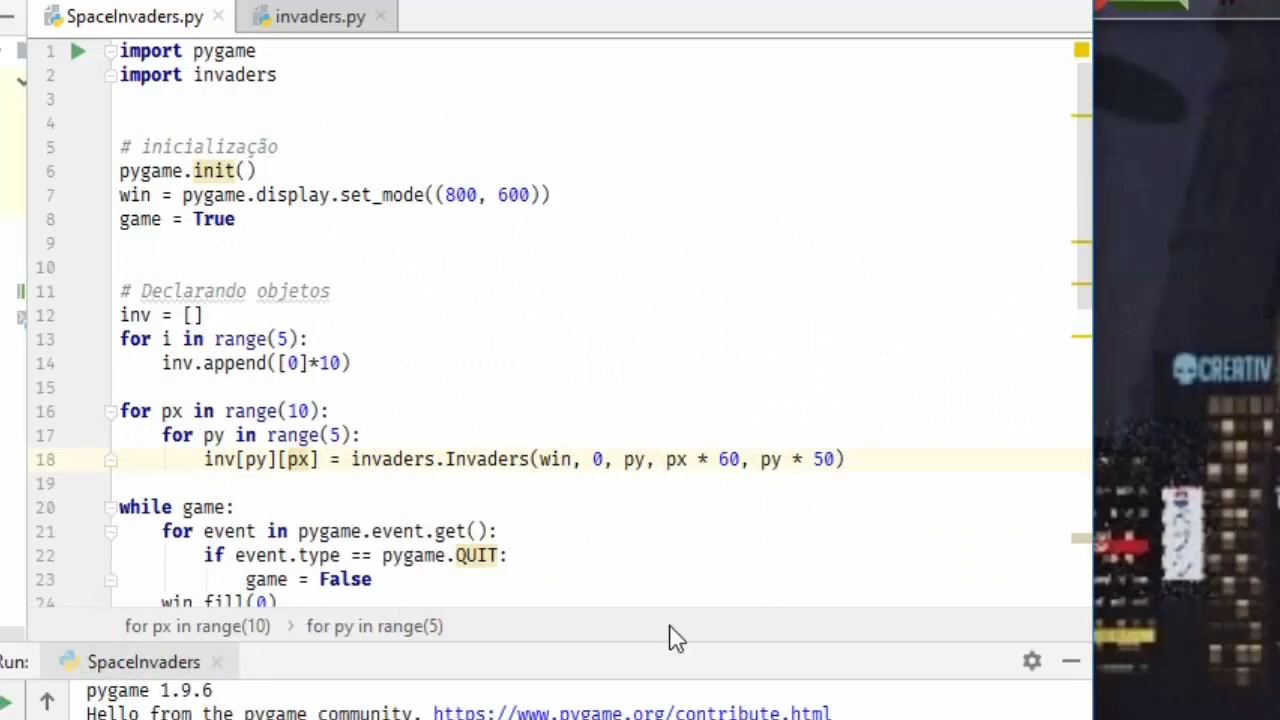 SpaceInvaders.py
invaders.py
1 import pygame
2 import invaders
3
4
5 # inicialização
6 pygame.init()
7 win = pygame.display.set_mode((800, 600))
8 game = True
9
10
11 # Declarando objetos
12 inv = []
13 for i in range(5):
14     inv.append([0]*10)
15
16 for px in range(10):
17     for py in range(5):
18         inv[py][px] = invaders.Invaders(win, 0, py, px * 60, py * 50)
19
20 while game:
21     for event in pygame.event.get():
22         if event.type == pygame.QUIT:
23             game = False
24     win.fill(0)
for px in range(10) > for py in range(5)
Run: SpaceInvaders
pygame 1.9.6
Hello from the pygame community. https://www.pygame.org/contribute.html
CREATIV